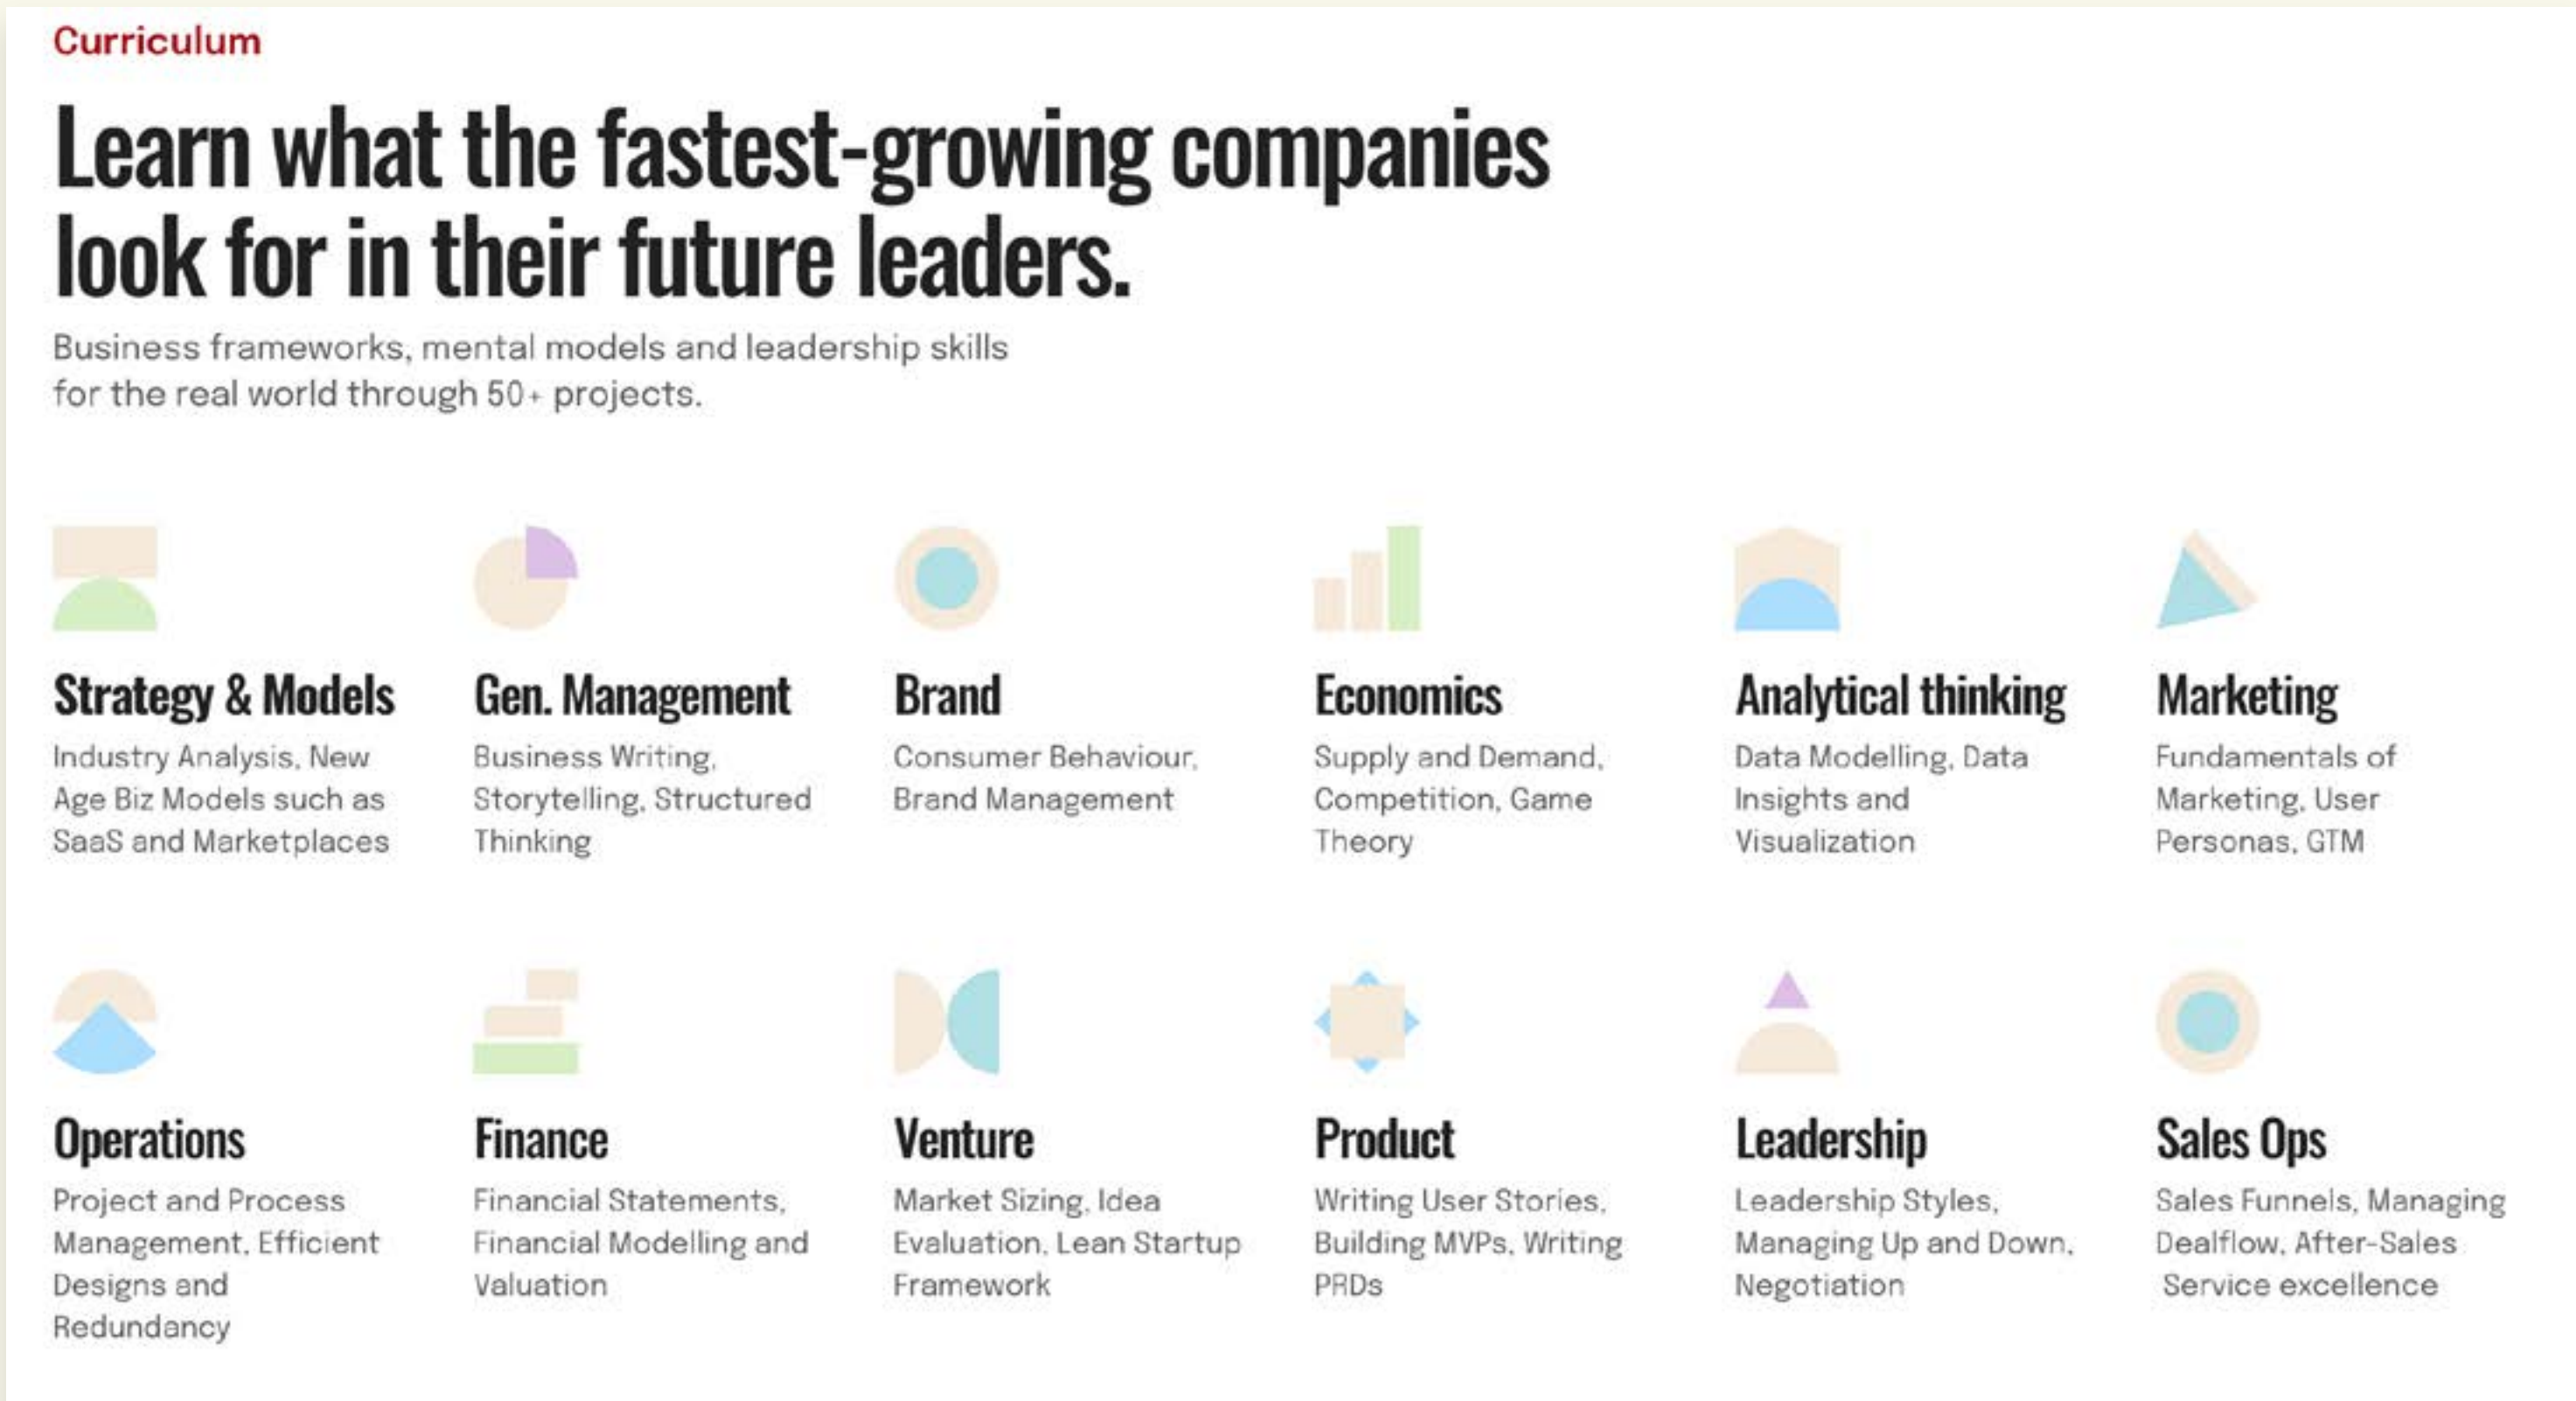 Curriculum
Learn what the fastest-growing companies
look for in their future leaders.
Business frameworks, mental models and leadership skills
for the real world through 50+ projects.
Strategy & Models
Industry Analysis, New
Age Biz Models such as
SaaS and Marketplaces
Gen. Management
Business Writing,
Storytelling, Structured
Thinking
Brand
Consumer Behaviour,
Brand Management
Economics
Supply and Demand,
Competition, Game
Theory
Analytical thinking
Data Modelling, Data
Insights and
Visualization
Marketing
Fundamentals of
Marketing, User
Personas, GTM
Operations
Project and Process
Management, Efficient
Designs and
Redundancy
Finance
Financial Statements,
Financial Modelling and
Valuation
Venture
Market Sizing, Idea
Evaluation, Lean Startup
Framework
Product
Writing User Stories,
Building MVPs, Writing
PRDs
Leadership
Leadership Styles,
Managing Up and Down,
Negotiation
Sales Ops
Sales Funnels, Managing
Dealflow, After-Sales
Service excellence